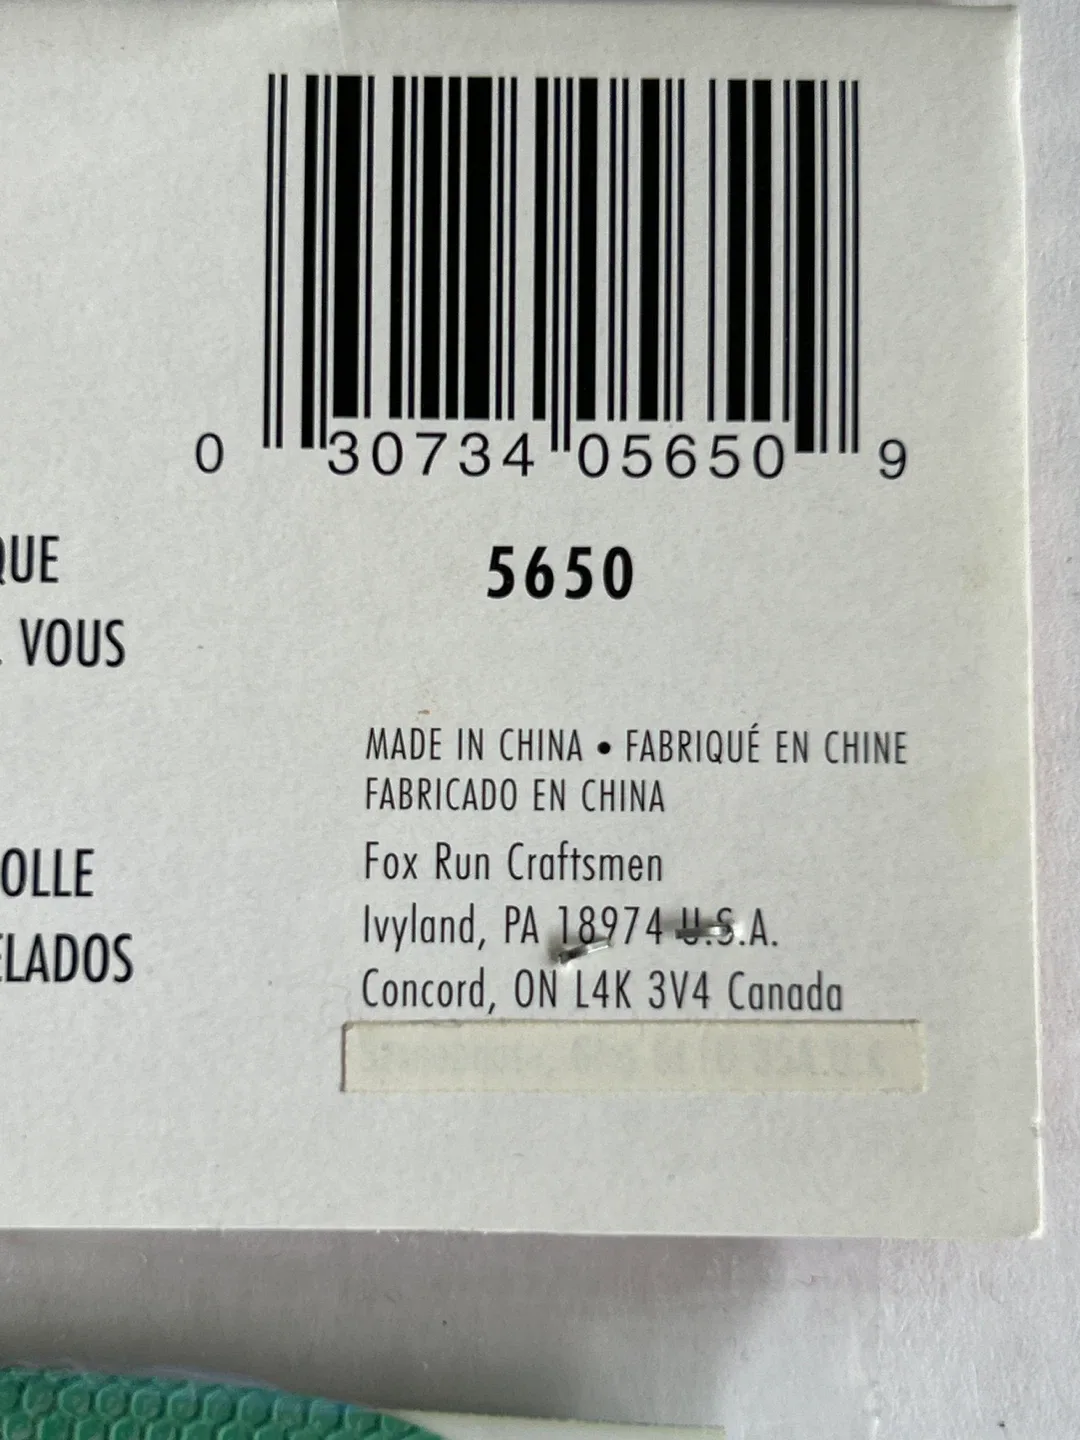 0 30734 05650 9
5650
QUE
VOUS
MADE IN CHINA • FABRIQUÉ EN CHINE
FABRICADO EN CHINA
OLLE
Fox Run Craftsmen
Ivyland, PA 18974 U.S.A.
ELADOS
Concord, ON L4K 3V4 Canada